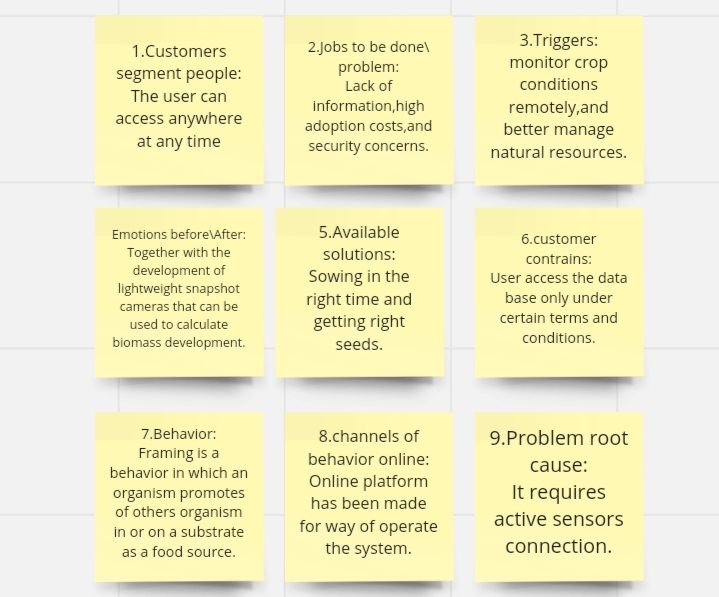 1.Customers
segment people:
The user can
access anywhere
at any time
2.Jobs to be done\
problem:
Lack of
information,high
adoption costs,and
security concerns.
3.Triggers:
monitor crop
conditions
remotely,and
better manage
natural resources.
Emotions before\After:
Together with the
development of
lightweight snapshot
cameras that can be
used to calculate
biomass development.
5.Available
solutions:
Sowing in the
right time and
getting right
seeds.
6.customer
contrains:
User access the data
base only under
certain terms and
conditions.
7.Behavior:
Framing is a
behavior in which an
organism promotes
of others organism
in or on a substrate
as a food source.
8.channels of
behavior online:
Online platform
has been made
for way of operate
the system.
9.Problem root
cause:
It requires
active sensors
connection.